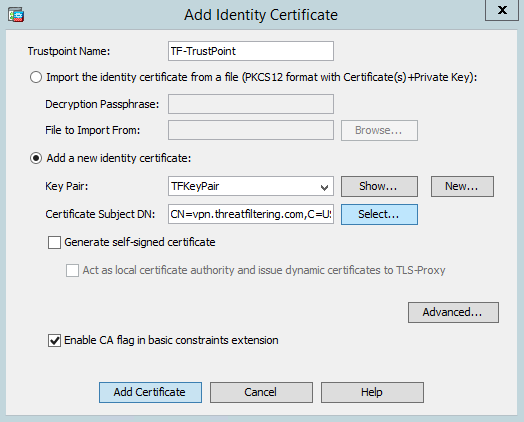 Add Identity Certificate
X
Trustpoint Name: TF-TrustPoint
Import the identity certificate from a file (PKCS12 format with Certificate(s)+Private Key):
Decryption Passphrase:
File to Import From: Browse...
Add a new identity certificate:
Key Pair: TFKeyPair Show... New...
Certificate Subject DN: CN=vpn.threatfiltering.com,C=US Select...
Generate self-signed certificate
Act as local certificate authority and issue dynamic certificates to TLS-Proxy
Advanced...
Enable CA flag in basic constraints extension
Add Certificate Cancel Help